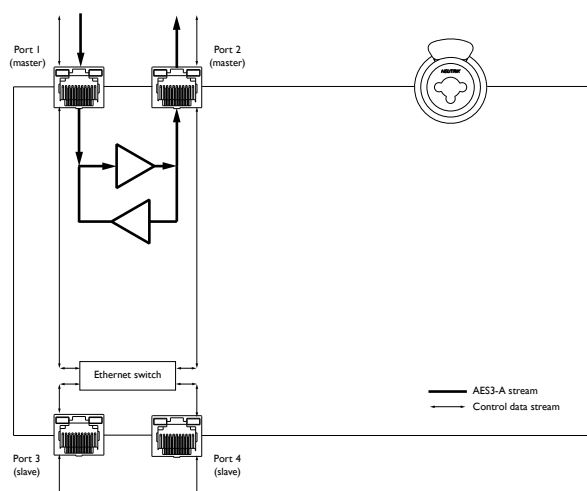 Port 1
(master)
Port 2
(master)
NEUTRIK
Ethernet switch
AES3-A stream
Control data stream
Port 3
(slave)
Port 4
(slave)